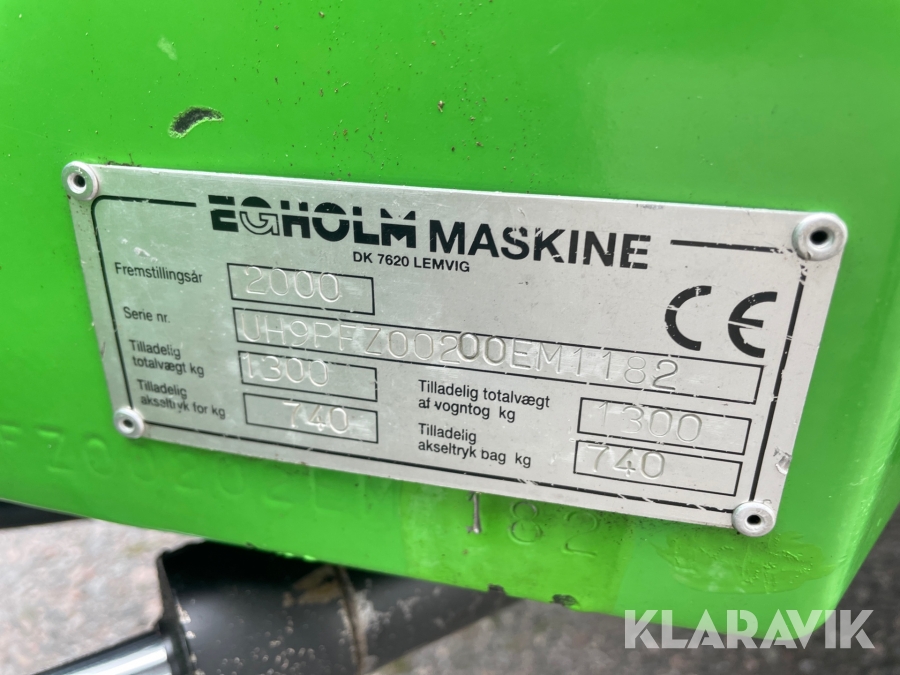 EGHOLM MASKINE
DK 7620 LEMVIG
Fremstillingsår 2000
Serie nr. UH9PFZ00200EM1182
Tilladelig totalvægt kg 1300
Tilladelig totalvægt af vogntog kg 1300
Tilladelig akseltryk for kg 740
Tilladelig akseltryk bag kg 740
CE
182
KLARAVIK